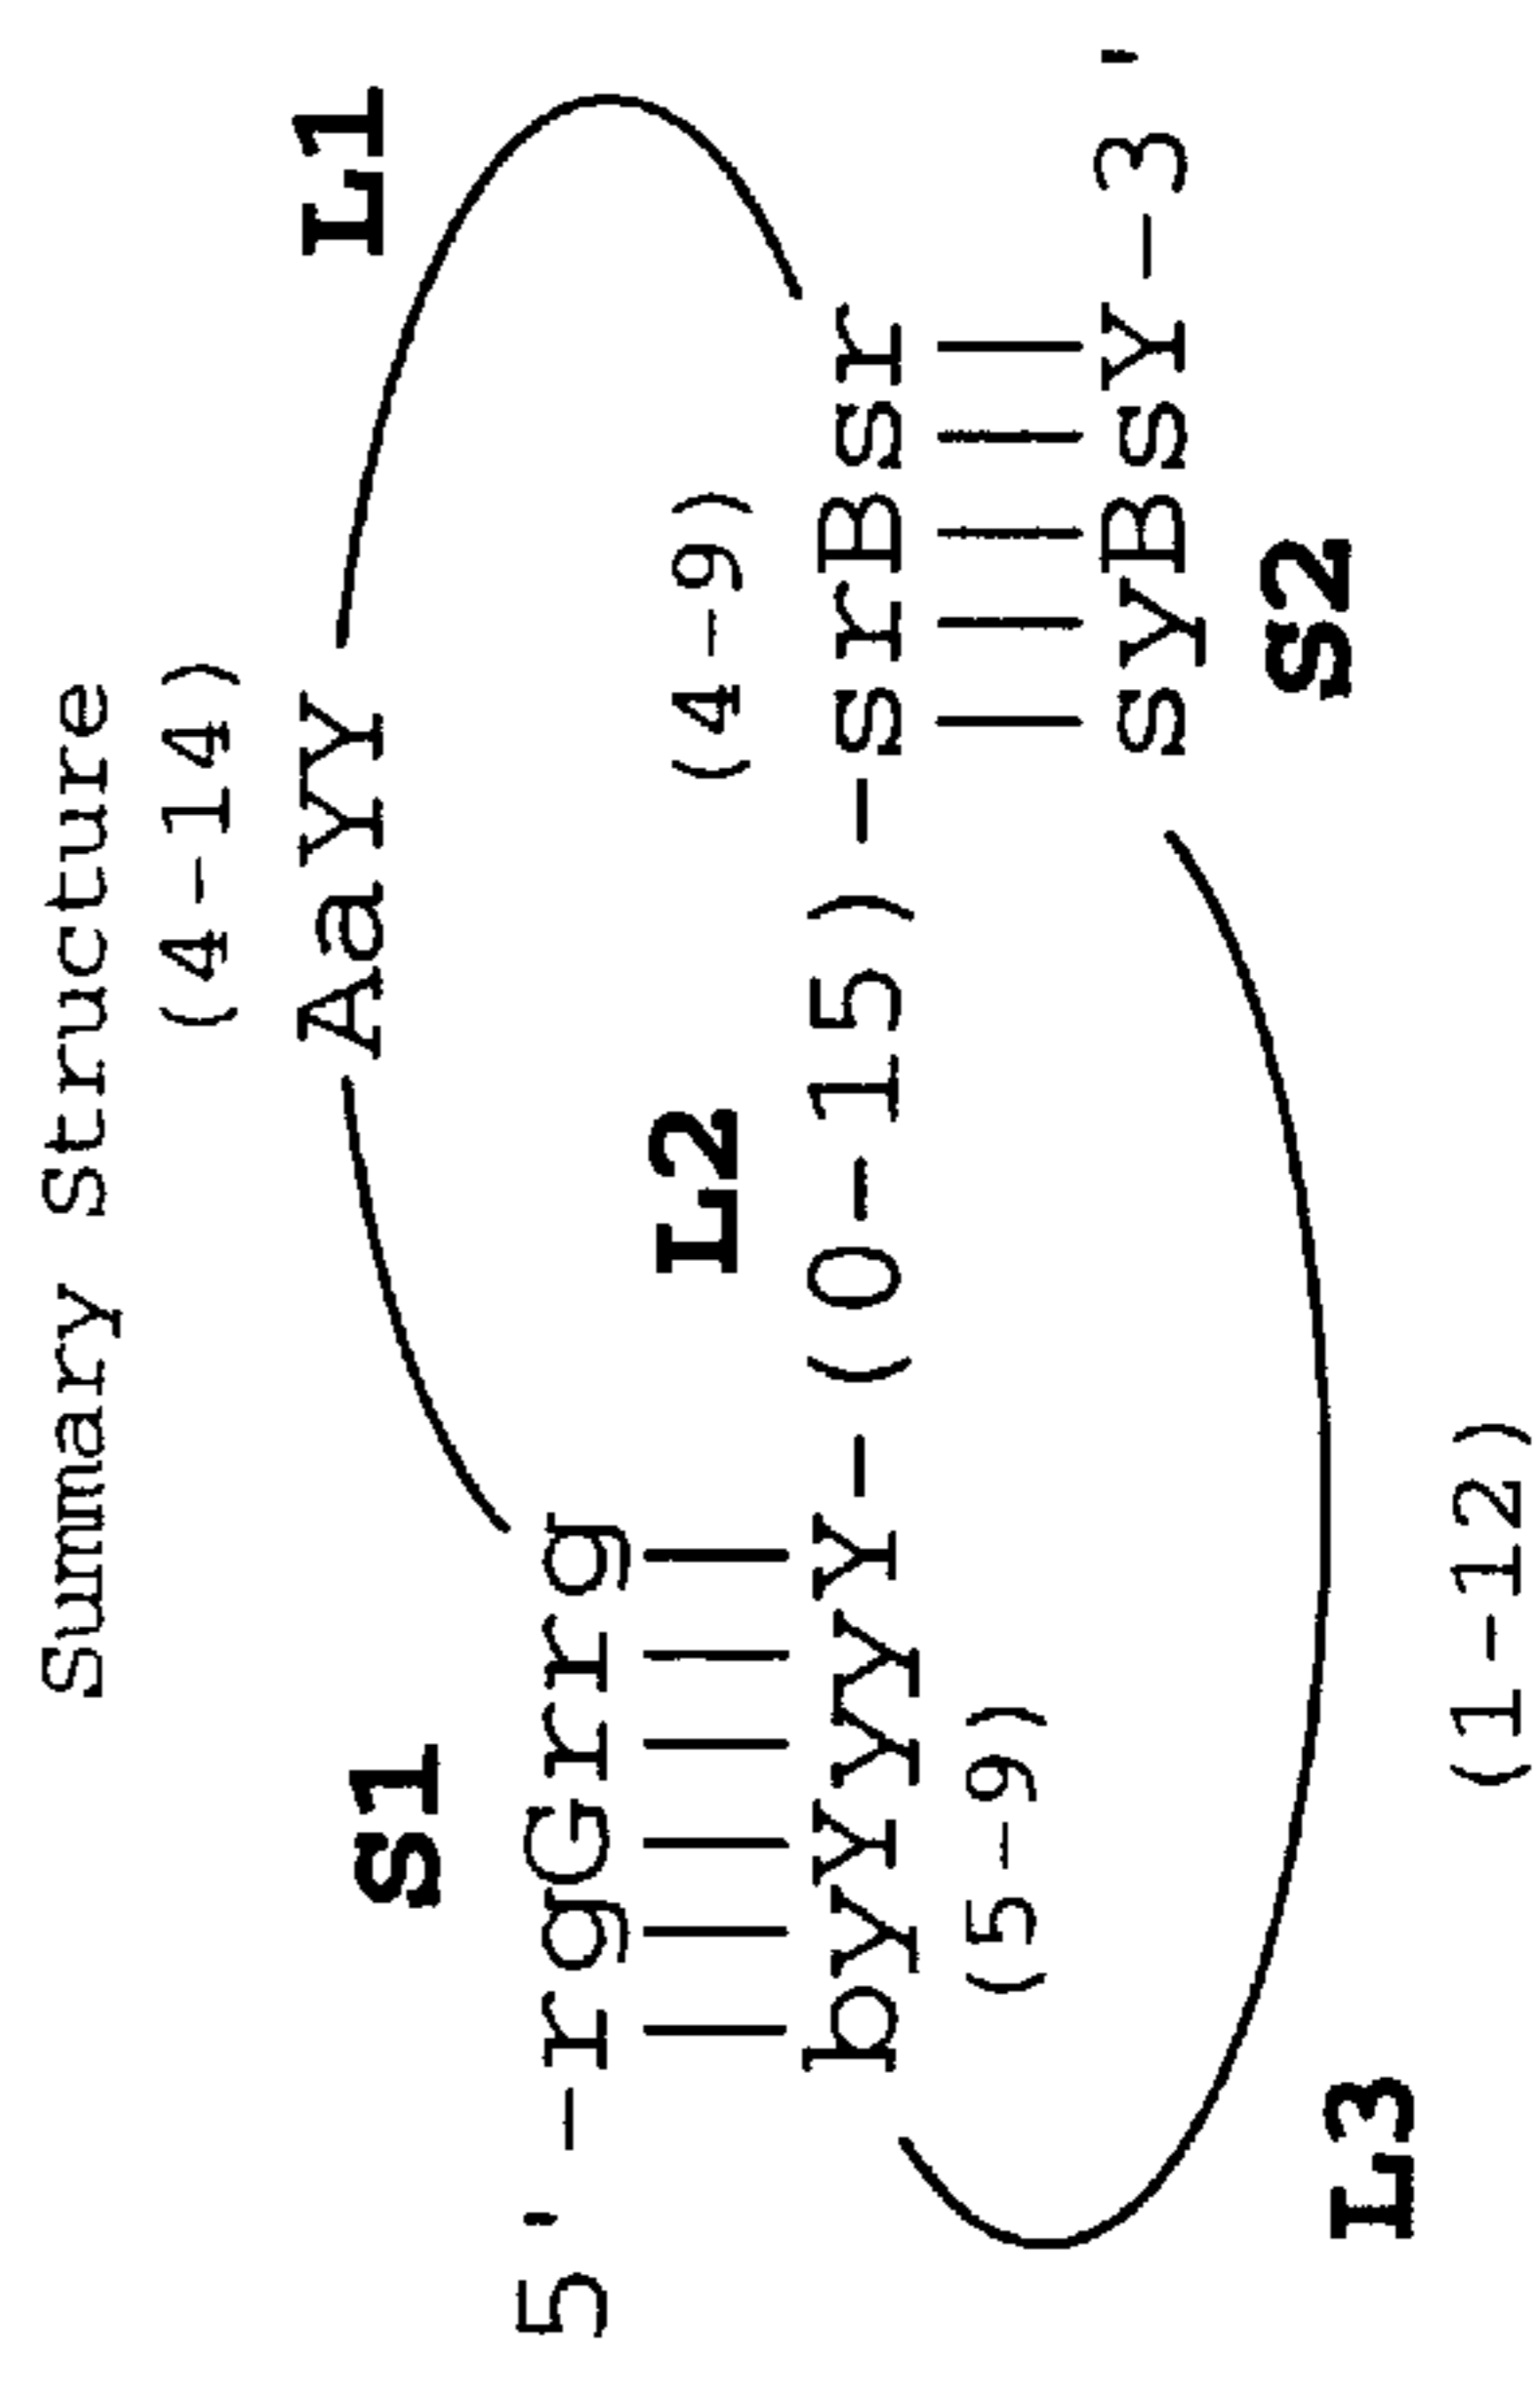 Summary Structure
(4-14)
L1
AaYY
S1
5'-rgGrrg
L2
(4-9)
byYyyY-(0-15)-srBsr
(5-9)
syBsY-3'
S2
L3
(1-12)